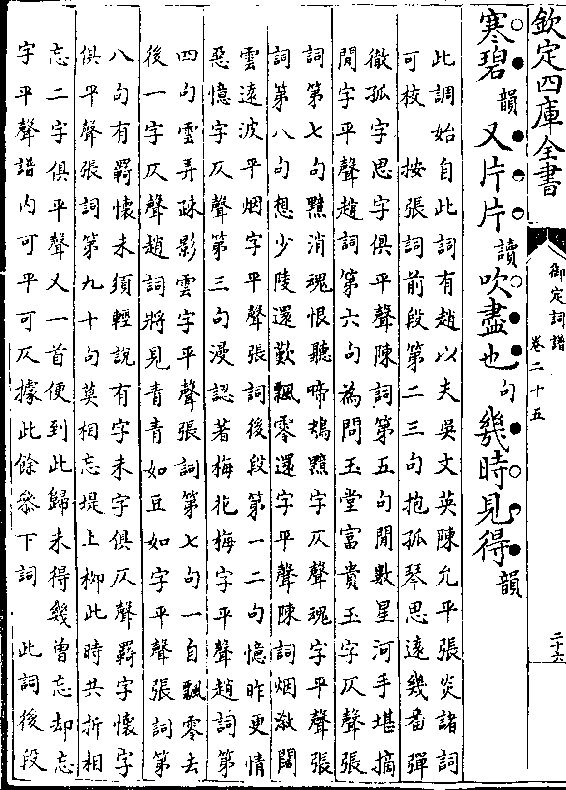 欽定四庫全書
御定詞譜
卷二十五
二十六
寒碧韻又片片讀吹盡也句幾時見得韻
此調始自此詞有趙以夫吳文英陳允平張炎諸詞
可校 按張詞前段第二三句抱孤琴思遠幾番彈
徹孤字思字俱平聲陳詞第五句閒數星河手堪摘
閒字平聲趙詞第六句為問玉堂富貴玉字仄聲張
詞第七句黯消魂恨聽啼鴂黯字仄聲魂字平聲張
詞第八句想少陵還歎飄零還字平聲陳詞烟溆闊
雲遠波平烟字平聲張詞後段第一二句憶昨更情
惡憶字仄聲第三句漫認著梅花梅字平聲趙詞第
四句雲弄疎影雲字平聲張詞第七句一自飄零去
後一字仄聲趙詞將見青青如豆如字平聲張詞第
八句有羇懷未須輕說有字未字俱仄聲羇字懷字
俱平聲張詞第九十句莫相忘堤上柳此時共折相
忘二字俱平聲又一首便到此歸未得幾曾忘却忘
字平聲譜内可平可仄據此餘參下詞 此詞後段